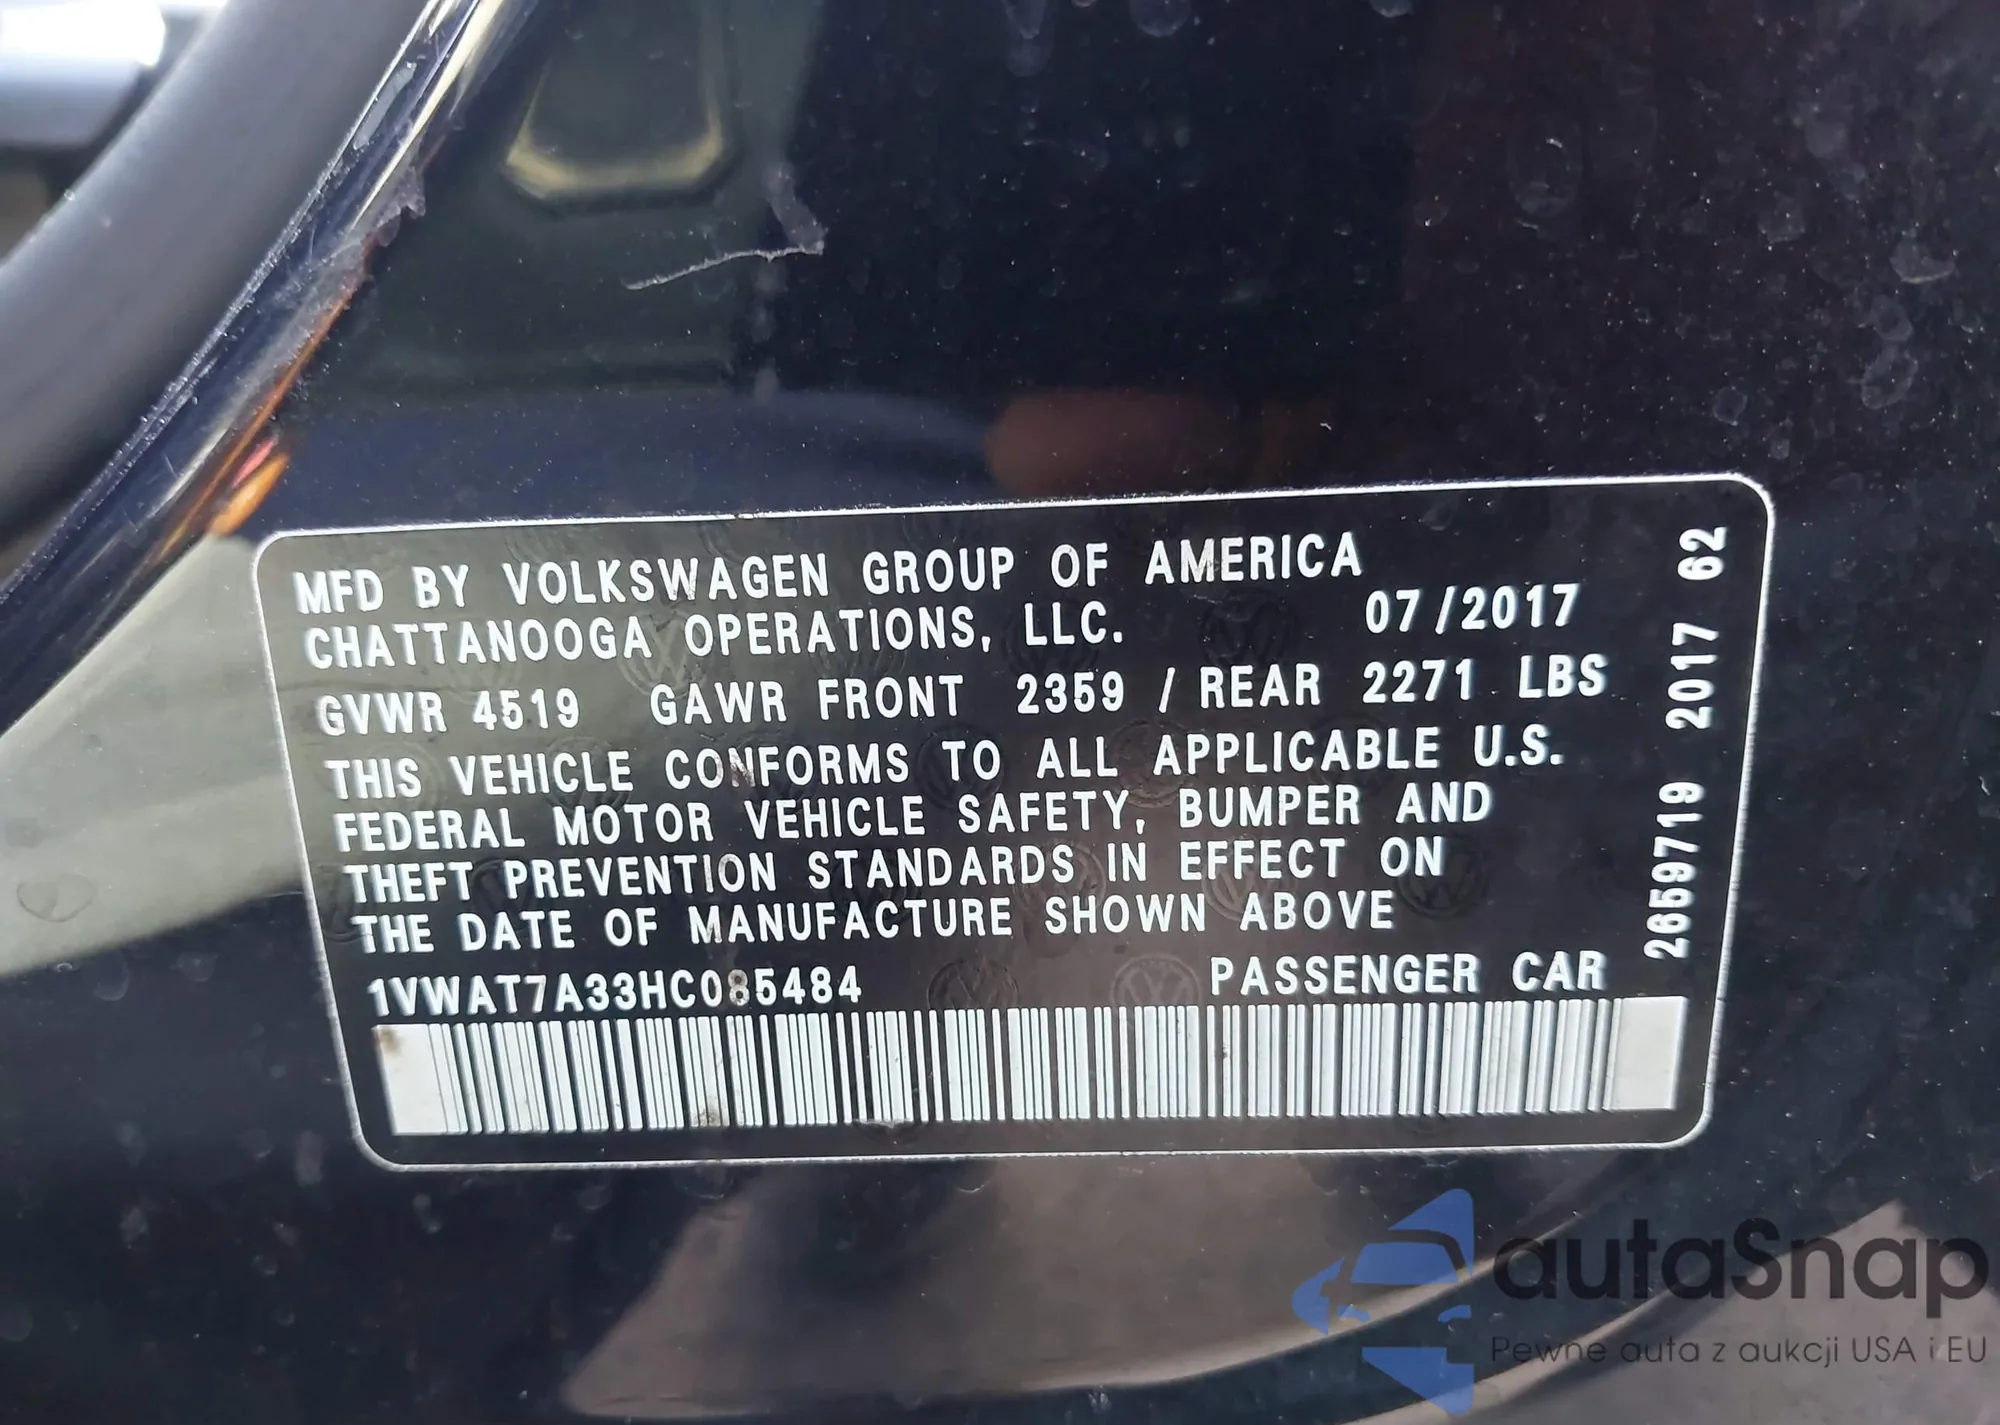 MFD BY VOLKSWAGEN GROUP OF AMERICA
CHATTANOOGA OPERATIONS, LLC. 07/2017
GVWR 4519 GAWR FRONT 2359 / REAR 2271 LBS
THIS VEHICLE CONFORMS TO ALL APPLICABLE U.S.
FEDERAL MOTOR VEHICLE SAFETY, BUMPER AND
THEFT PREVENTION STANDARDS IN EFFECT ON
THE DATE OF MANUFACTURE SHOWN ABOVE
1VWAT7A33HC085484 PASSENGER CAR
2659719 2017 62
autaSnap
Pewne auta z aukcji USA i EU